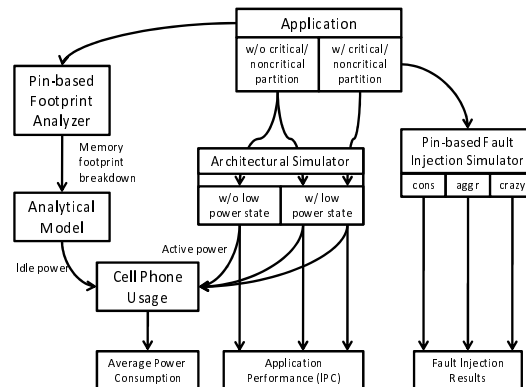 Application
w/o critical/
noncritical
partition
w/ critical/
noncritical
partition
Pin-based
Footprint
Analyzer
Memory
footprint
breakdown
Analytical
Model
Idle power
Architectural Simulator
w/o low
power state
w/ low
power state
Active power
Pin-based Fault
Injection Simulator
cons
aggr
crazy
Cell Phone
Usage
Average Power
Consumption
Application
Performance (IPC)
Fault Injection
Results